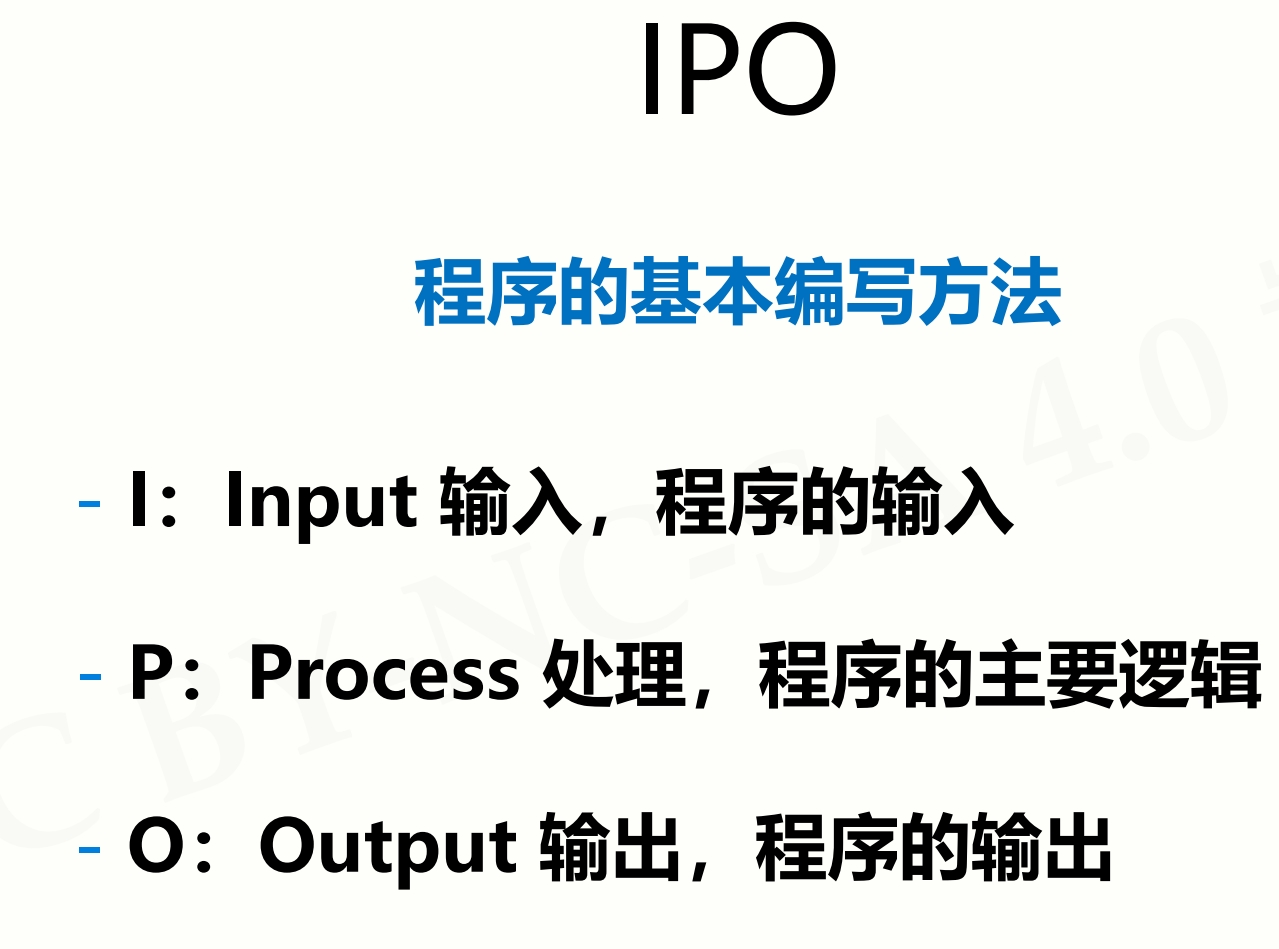 IPO
程序的基本编写方法
- I：Input 输入，程序的输入
- P：Process 处理，程序的主要逻辑
- O：Output 输出，程序的输出
C BY NC-SA 4.0